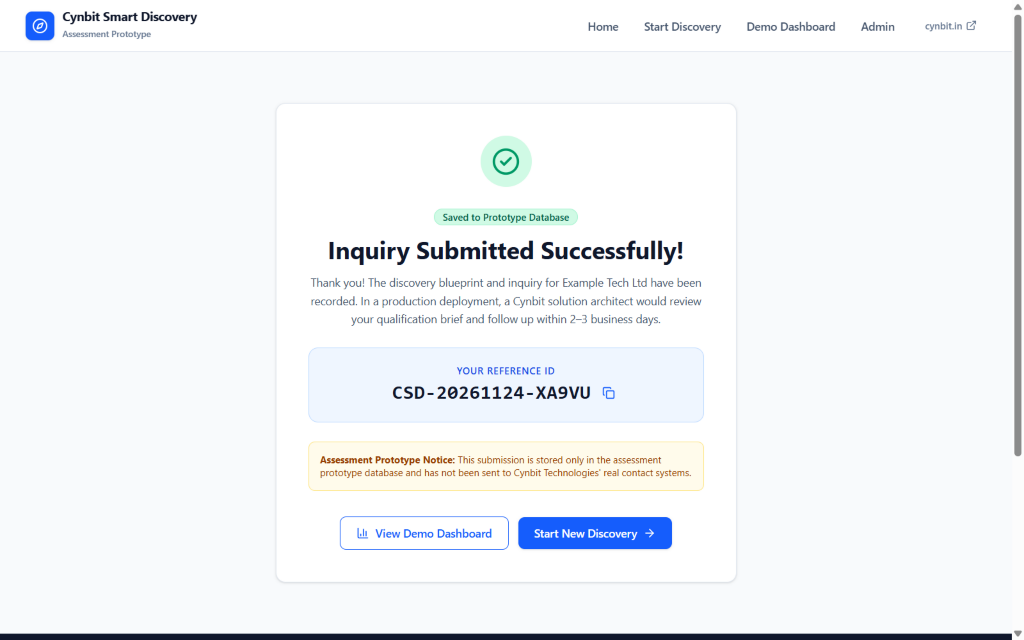 Cynbit Smart Discovery
Assessment Prototype
Home
Start Discovery
Demo Dashboard
Admin
cynbit.in
Saved to Prototype Database
Inquiry Submitted Successfully!
Thank you! The discovery blueprint and inquiry for Example Tech Ltd have been
recorded. In a production deployment, a Cynbit solution architect would review
your qualification brief and follow up within 2–3 business days.
YOUR REFERENCE ID
CSD-20261124-XA9VU
Assessment Prototype Notice: This submission is stored only in the assessment
prototype database and has not been sent to Cynbit Technologies' real contact systems.
View Demo Dashboard
Start New Discovery